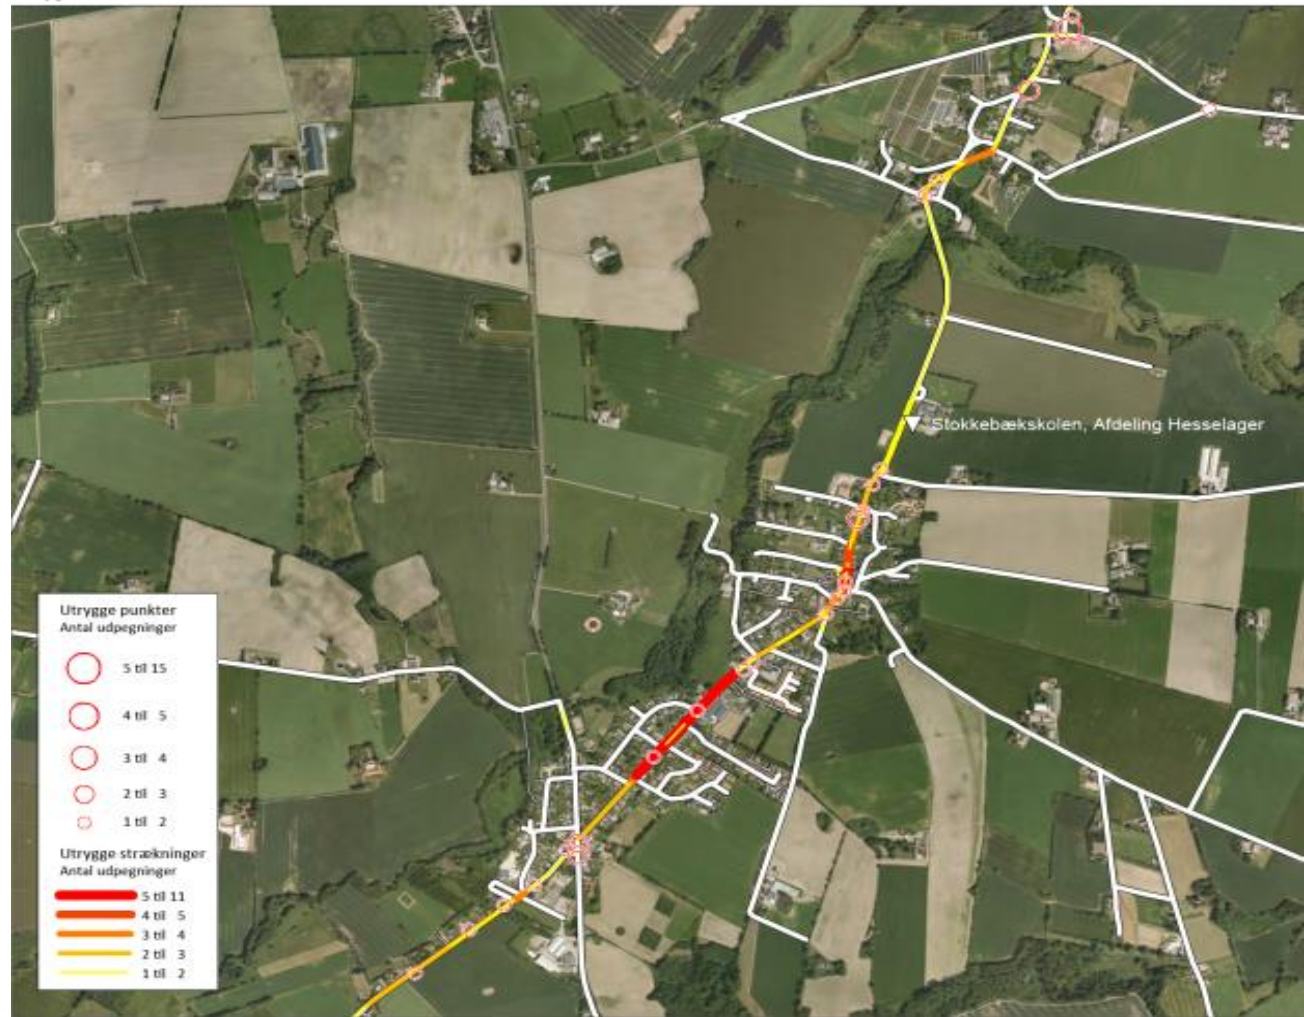 Stokkebækskolen, Afdeling Hesselager
Utrygge punkter
Antal udpegninger
5 til 15
4 til 5
3 til 4
2 til 3
1 til 2
Utrygge strækninger
Antal udpegninger
5 til 11
4 til 5
3 til 4
2 til 3
1 til 2